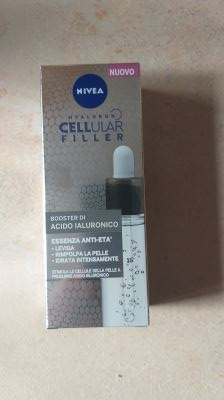 NUOVO
NIVEA
HYALURON
CELLULAR
FILLER
BOOSTER DI
ACIDO IALURONICO
ESSENZA ANTI-ETA'
• LEVIGA
• RIMPOLPA LA PELLE
• IDRATA INTENSAMENTE
STIMOLA LE CELLULE DELLA PELLE A
PRODURRE ACIDO IALURONICO